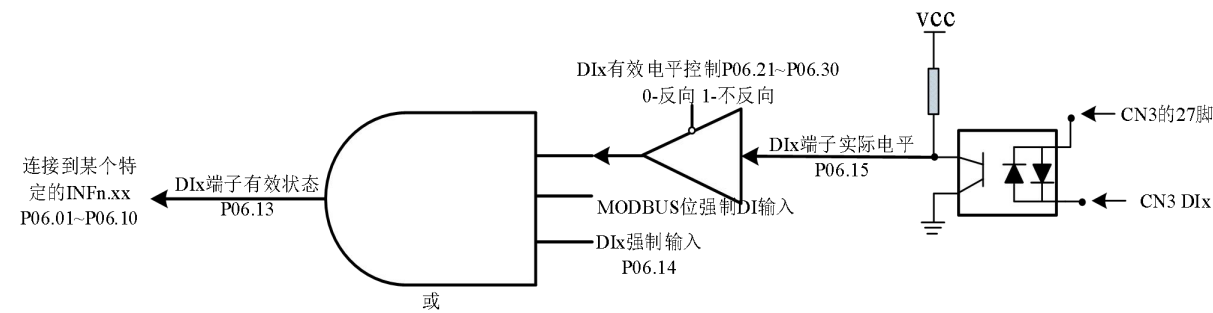 VCC
DIx有效电平控制P06.21~P06.30
0-反向 1-不反向
CN3的27脚
DIx端子实际电平
P06.15
连接到某个特
定的INFn.xx
P06.01~P06.10
DIx端子有效状态
P06.13
MODBUS位强制DI输入
CN3 DIx
DIx强制输入
P06.14
或